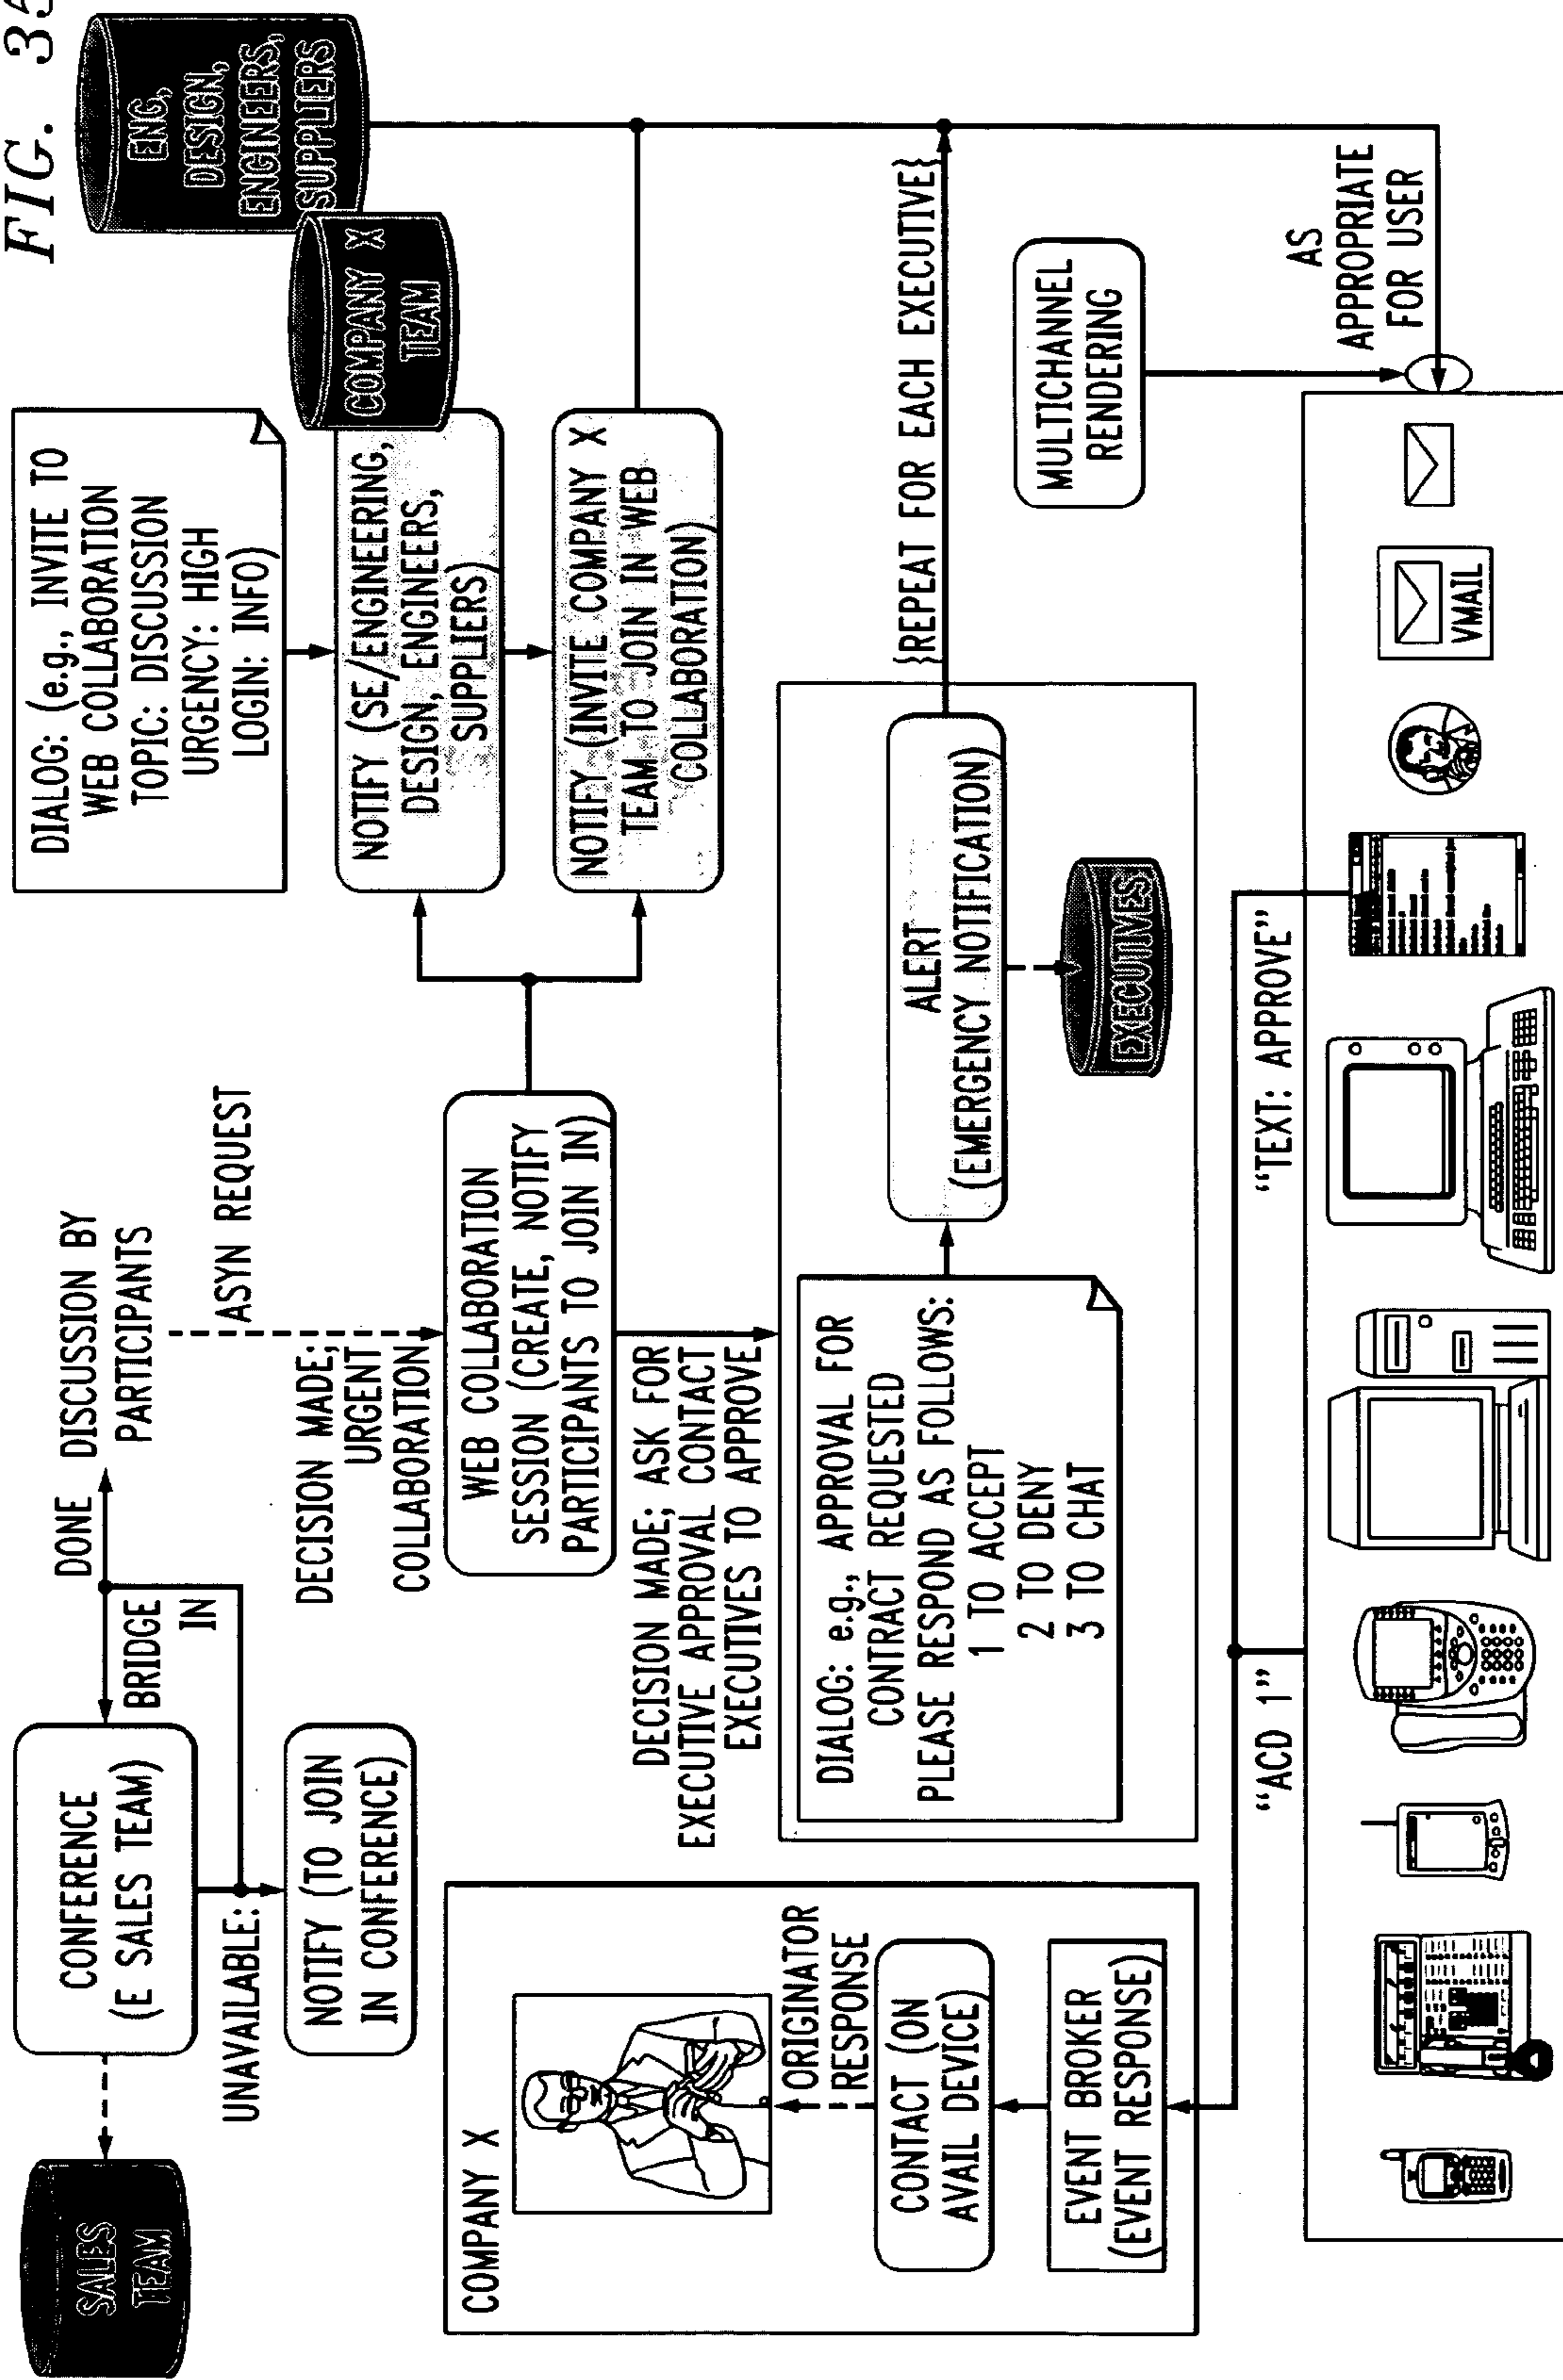 FIG. 35
SALES
TEAM
CONFERENCE
(E SALES TEAM)
UNAVAILABLE:
NOTIFY (TO JOIN
IN CONFERENCE)
BRIDGE
IN
DONE
DISCUSSION BY
PARTICIPANTS
ASYN REQUEST
DECISION MADE;
URGENT
COLLABORATION
WEB COLLABORATION
SESSION (CREATE, NOTIFY
PARTICIPANTS TO JOIN IN)
DIALOG: (e.g., INVITE TO
WEB COLLABORATION
TOPIC: DISCUSSION
URGENCY: HIGH
LOGIN: INFO)
NOTIFY (SE/ENGINEERING,
DESIGN, ENGINEERS,
SUPPLIERS)
NOTIFY (INVITE COMPANY X
TEAM TO JOIN IN WEB
COLLABORATION)
COMPANY X
TEAM
ENG,
DESIGN,
ENGINEERS,
SUPPLIERS
DECISION MADE; ASK FOR
EXECUTIVE APPROVAL CONTACT
EXECUTIVES TO APPROVE
DIALOG: e.g., APPROVAL FOR
CONTRACT REQUESTED
PLEASE RESPOND AS FOLLOWS:
1 TO ACCEPT
2 TO DENY
3 TO CHAT
ALERT
(EMERGENCY NOTIFICATION)
EXECUTIVES
{REPEAT FOR EACH EXECUTIVE}
MULTICHANNEL
RENDERING
AS
APPROPRIATE
FOR USER
COMPANY X
ORIGINATOR
RESPONSE
CONTACT (ON
AVAIL DEVICE)
EVENT BROKER
(EVENT RESPONSE)
"ACD 1"
"TEXT: APPROVE"
VMAIL